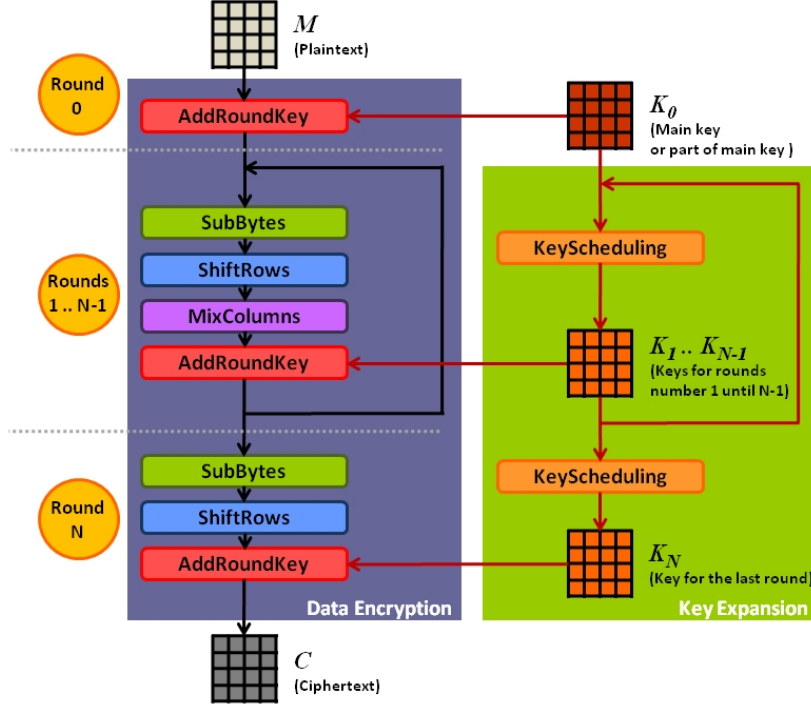 M
(Plaintext)
Round
0
AddRoundKey
K0
(Main key
or part of main key )
SubBytes
KeyScheduling
ShiftRows
Rounds
1 .. N-1
MixColumns
AddRoundKey
K1 .. KN-1
(Keys for rounds
number 1 until N-1)
SubBytes
KeyScheduling
Round
N
ShiftRows
AddRoundKey
KN
(Key for the last round)
Data Encryption
Key Expansion
C
(Ciphertext)